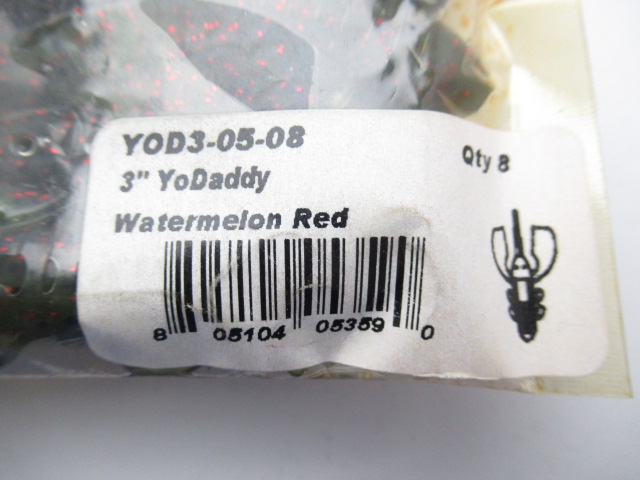 YOD3-05-08
Qty 8
3" YoDaddy
Watermelon Red
8 05104 05359 0